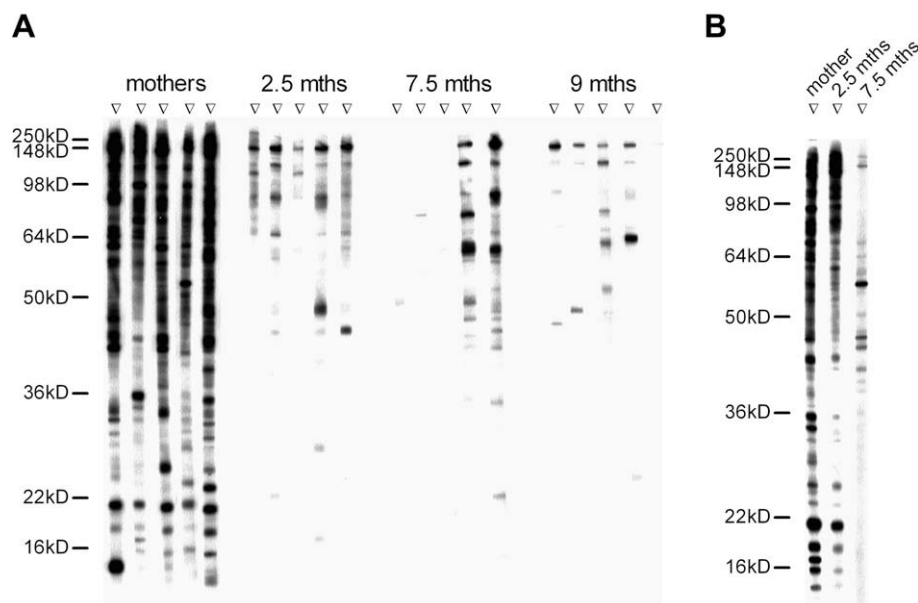 A
mothers 2.5 mths 7.5 mths 9 mths
250kD
148kD
98kD
64kD
50kD
36kD
22kD
16kD
B
mother
2.5 mths
7.5 mths
250kD
148kD
98kD
64kD
50kD
36kD
22kD
16kD